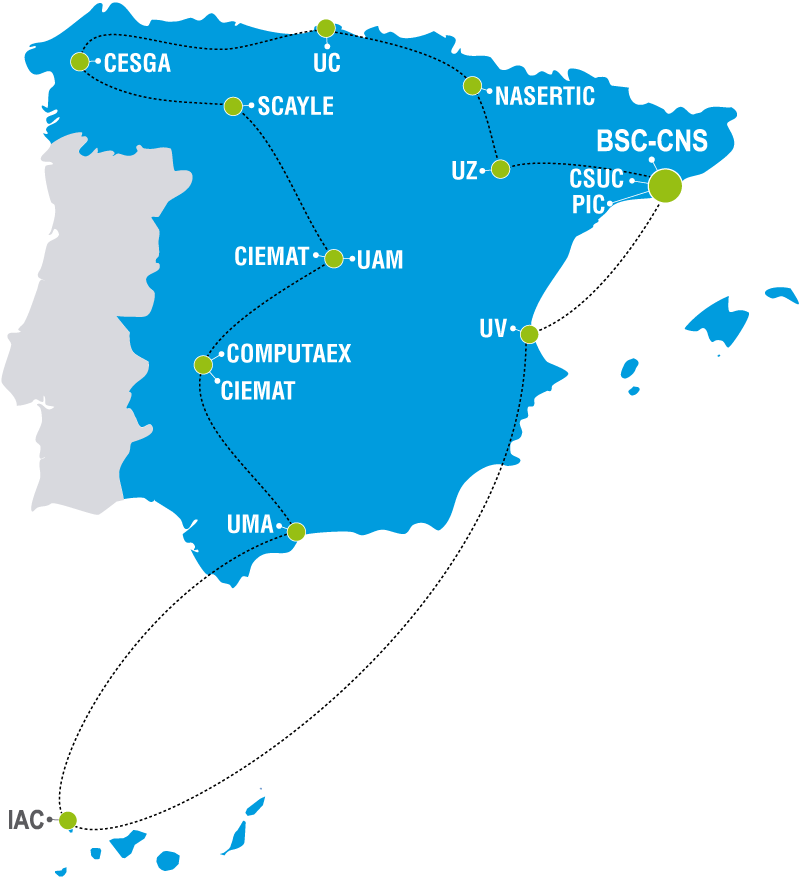 CESGA
UC
SCAYLE
NASERTIC
BSC-CNS
UZ
CSUC
PIC
CIEMAT
UAM
UV
COMPUTAEX
CIEMAT
UMA
IAC